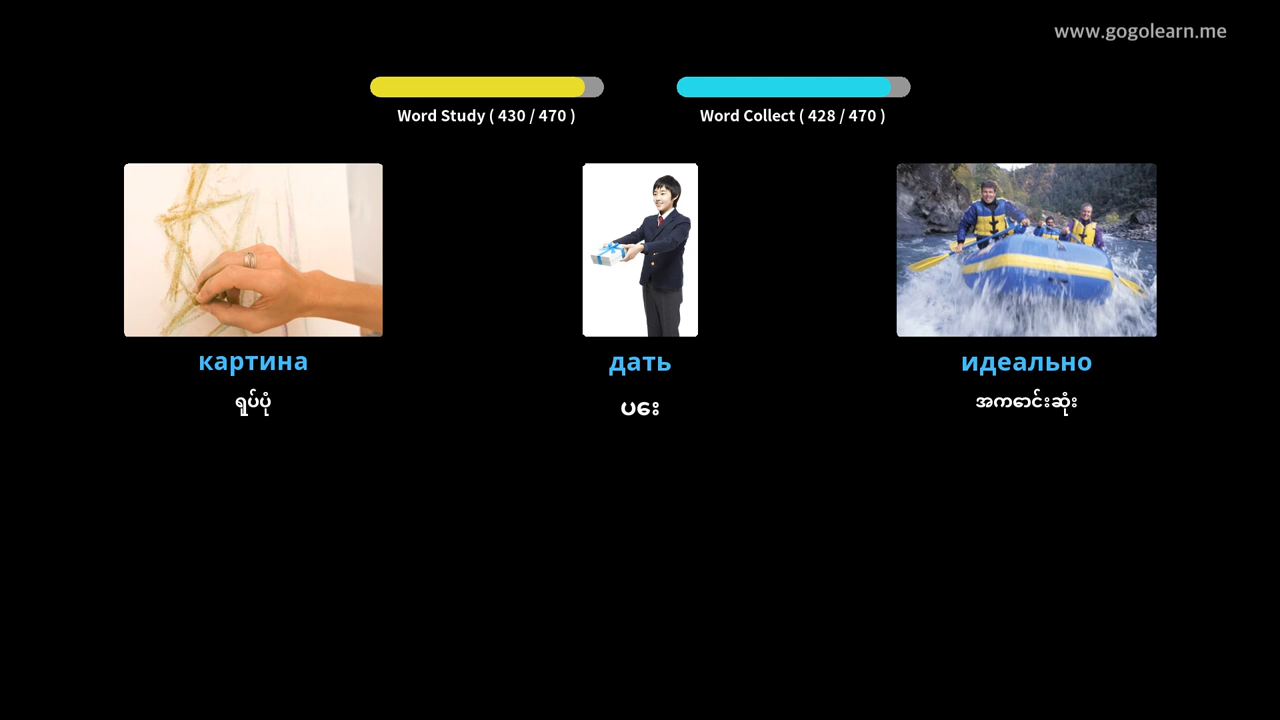 www.gogolearn.me
Word Study ( 430 / 470 )
Word Collect ( 428 / 470 )
картина
дать
идеально
ရုပ်ပုံ
ပေး
အကောင်းဆုံး